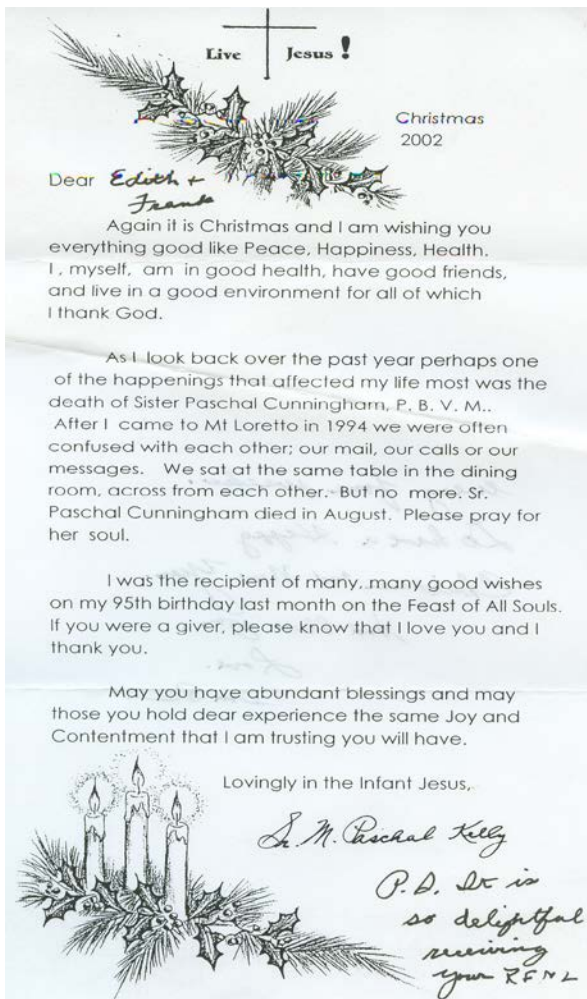 Live Jesus!
Christmas
2002
Dear Edith +
Frank
Again it is Christmas and I am wishing you
everything good like Peace, Happiness, Health.
I , myself, am in good health, have good friends,
and live in a good environment for all of which
I thank God.
As I look back over the past year perhaps one
of the happenings that affected my life most was the
death of Sister Paschal Cunningham, P. B. V. M..
After I came to Mt Loretto in 1994 we were often
confused with each other; our mail, our calls or our
messages. We sat at the same table in the dining
room, across from each other. But no more. Sr.
Paschal Cunningham died in August. Please pray for
her soul.
I was the recipient of many, many good wishes
on my 95th birthday last month on the Feast of All Souls.
If you were a giver, please know that I love you and I
thank you.
May you have abundant blessings and may
those you hold dear experience the same Joy and
Contentment that I am trusting you will have.
Lovingly in the Infant Jesus,
Sr. M. Paschal Kelly
P.S. It is
so delightful
receiving
your RFNL